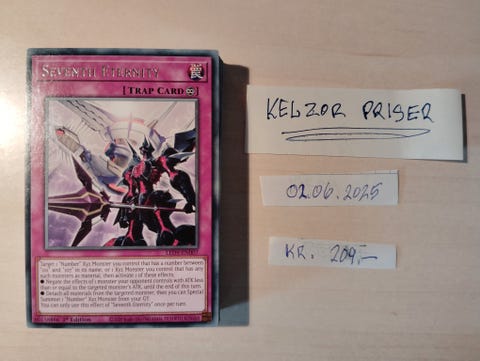 SEVENTH ETERNITY
罠
[TRAP CARD
Target 1 "Number" Xyz Monster you control that has a number between
"101" and "107" in its name, or 1 Xyz Monster you control that has any
such monsters as material, then activate 1 of these effects;
● Negate the effects of 1 monster your opponent controls with ATK less
than or equal to the targeted monster's ATK, until the end of this turn.
● Detach all materials from the targeted monster, then you can Special
Summon 1 "Number" Xyz Monster from your GY.
You can only use this effect of "Seventh Eternity" once per turn.
1st Edition
KELZOR PRISER
02.06.2025
KR. 209,-